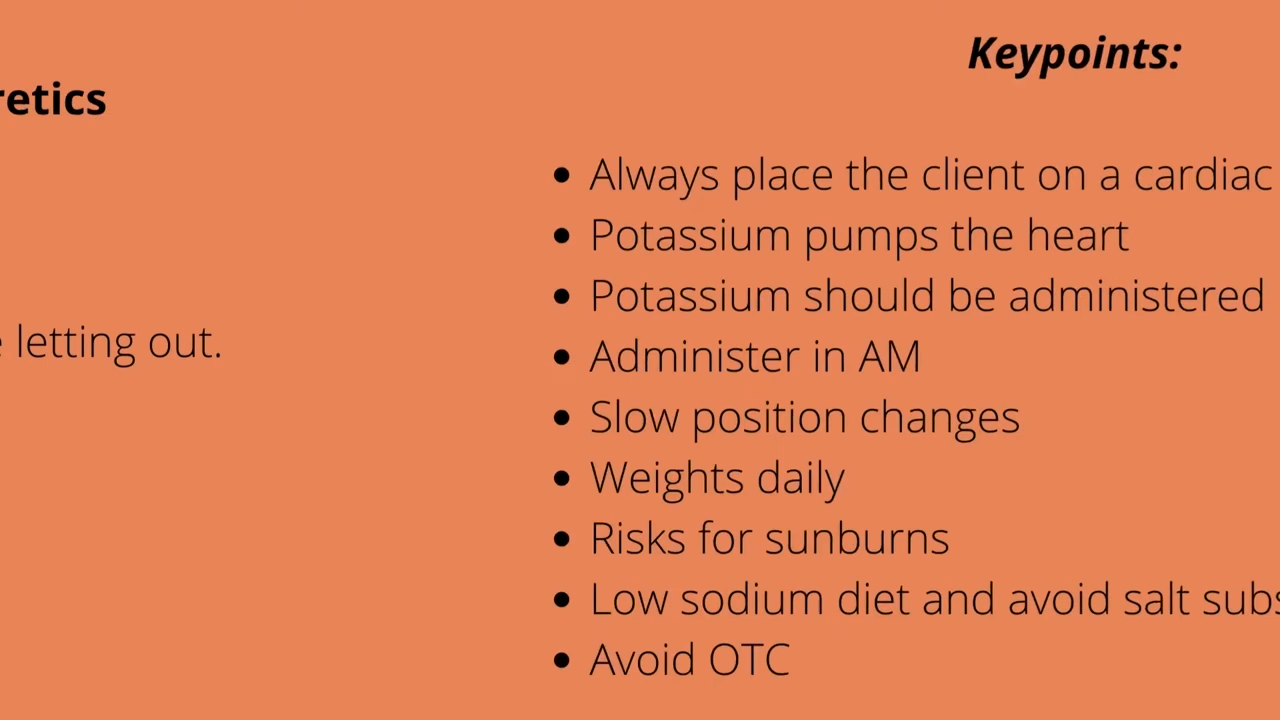 Keypoints:
retics
Always place the client on a cardiac
Potassium pumps the heart
Potassium should be administered
letting out.
Administer in AM
Slow position changes
Weights daily
Risks for sunburns
Low sodium diet and avoid salt subs
Avoid OTC